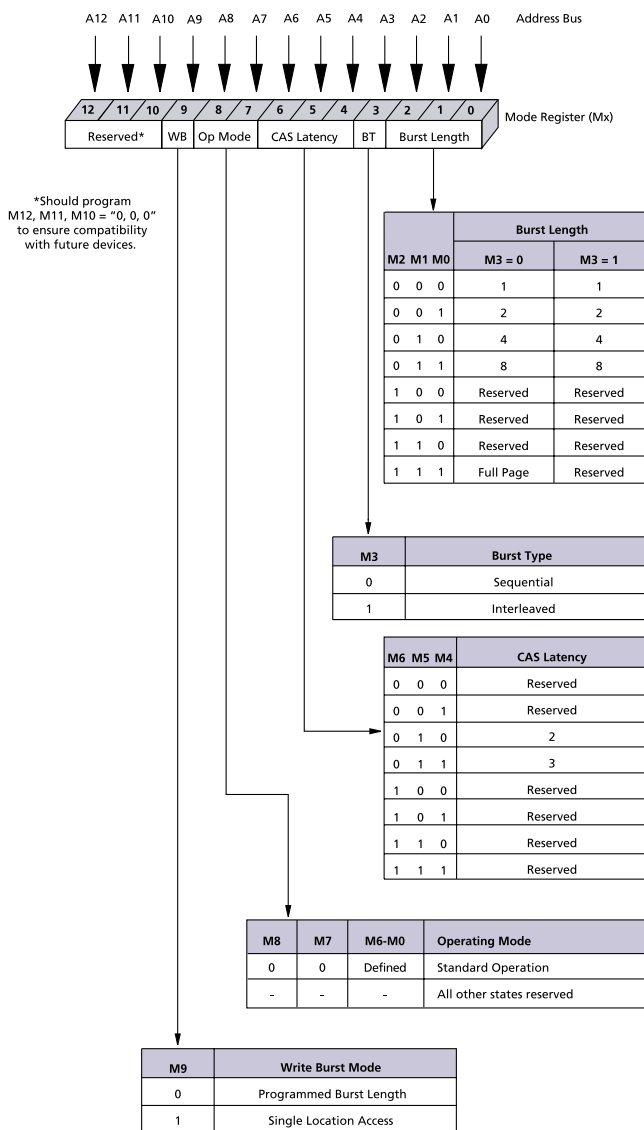 A12 A11 A10 A9 A8 A7 A6 A5 A4 A3 A2 A1 A0 Address Bus
12 11 10 9 8 7 6 5 4 3 2 1 0
Mode Register (Mx)
Reserved* WB Op Mode CAS Latency BT Burst Length
*Should program
M12, M11, M10 = “0, 0, 0”
to ensure compatibility
with future devices.
Burst Length
M2 M1 M0 M3 = 0 M3 = 1
0 0 0 1 1
0 0 1 2 2
0 1 0 4 4
0 1 1 8 8
1 0 0 Reserved Reserved
1 0 1 Reserved Reserved
1 1 0 Reserved Reserved
1 1 1 Full Page Reserved
M3 Burst Type
0 Sequential
1 Interleaved
M6 M5 M4 CAS Latency
0 0 0 Reserved
0 0 1 Reserved
0 1 0 2
0 1 1 3
1 0 0 Reserved
1 0 1 Reserved
1 1 0 Reserved
1 1 1 Reserved
M8 M7 M6-M0 Operating Mode
0 0 Defined Standard Operation
- - - All other states reserved
M9 Write Burst Mode
0 Programmed Burst Length
1 Single Location Access